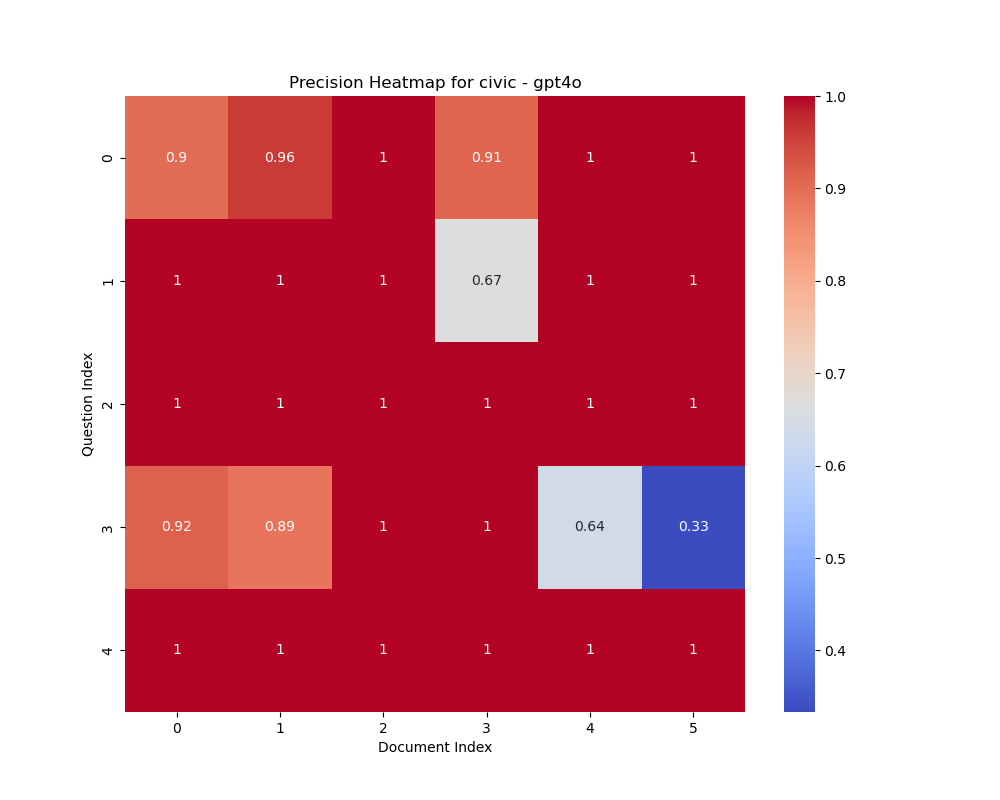 Precision Heatmap for civic - gpt4o
0 0.9 0.96 1 0.91 1 1
1 1 1 1 0.67 1 1
2 1 1 1 1 1 1
3 0.92 0.89 1 1 0.64 0.33
4 1 1 1 1 1 1
0 1 2 3 4 5
Question Index
Document Index
1.0
0.9
0.8
0.7
0.6
0.5
0.4